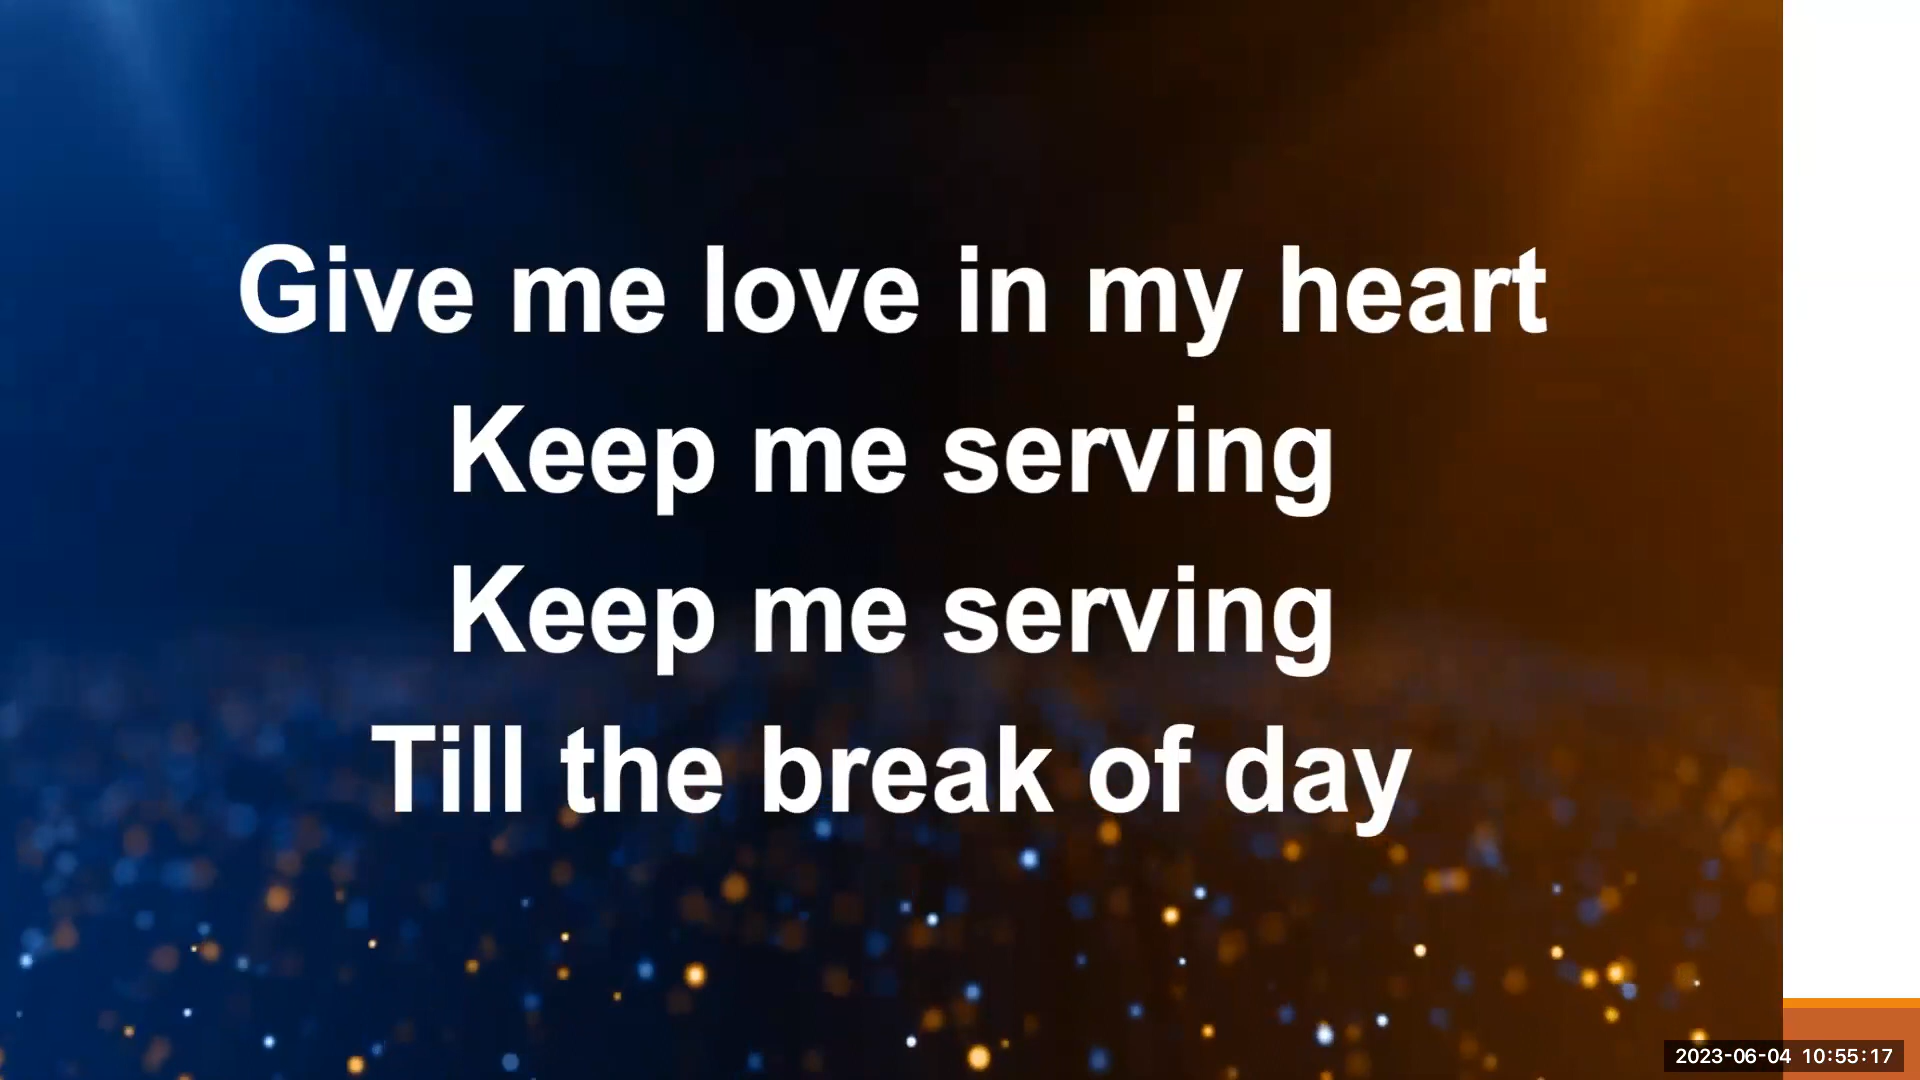 Give me love in my heart
Keep me serving
Keep me serving
Till the break of day
2023-06-04 10:55:17